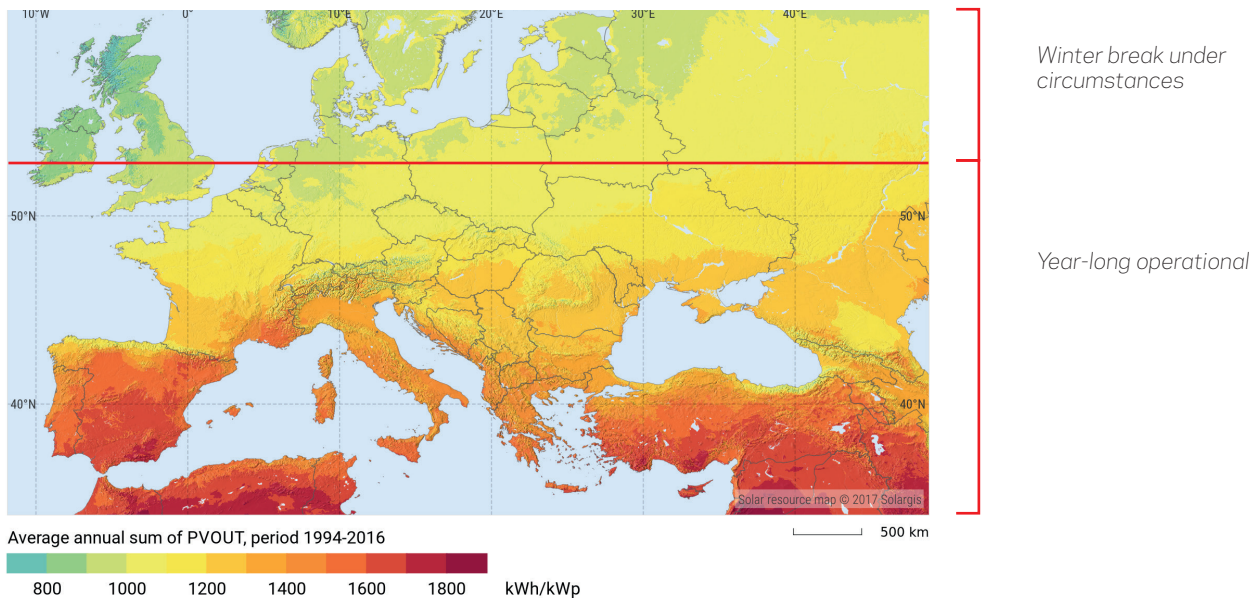 10°W 0° 10°E 20°E 30°E 40°E
Winter break under
circumstances
50°N 50°N
Year-long operational
40°N 40°N
Solar resource map © 2017 Solargis
500 km
Average annual sum of PVOUT, period 1994-2016
800 1000 1200 1400 1600 1800 kWh/kWp